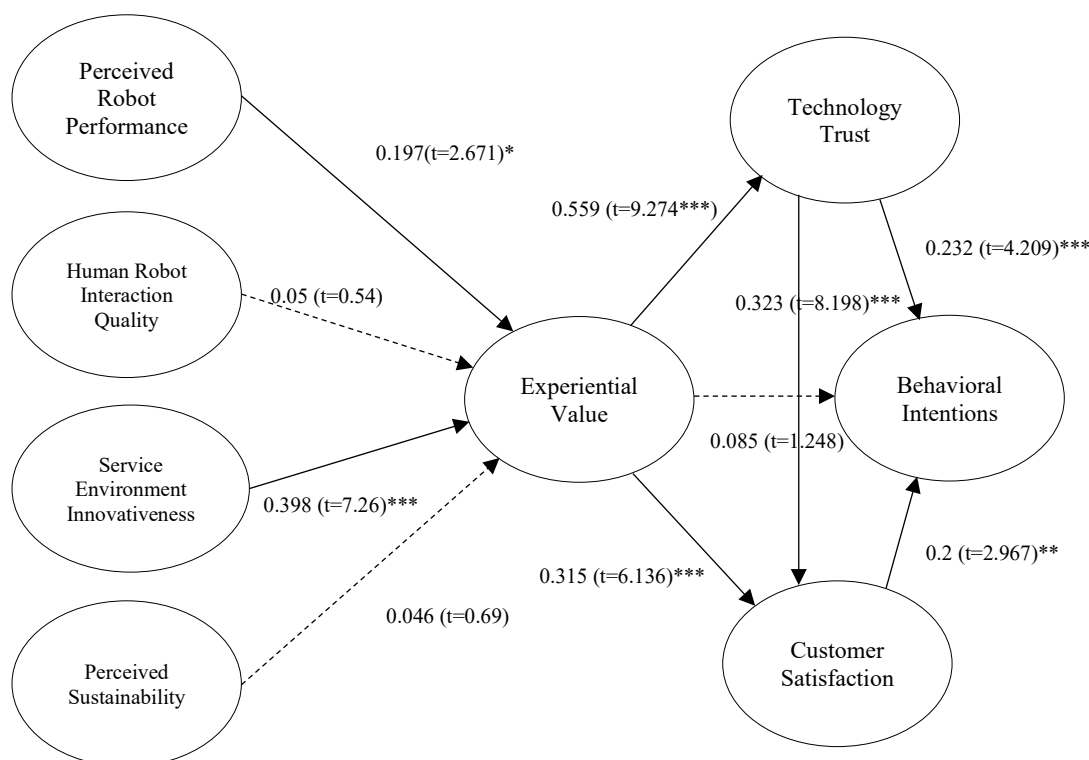 Perceived
Robot
Performance
Technology
Trust
0.197(t=2.671)*
0.559 (t=9.274***)
0.232 (t=4.209)***
Human Robot
Interaction
Quality
0.05 (t=0.54)
0.323 (t=8.198)***
Experiential
Value
Behavioral
Intentions
0.085 (t=1.248)
Service
Environment
Innovativeness
0.398 (t=7.26)***
0.2 (t=2.967)**
0.315 (t=6.136)***
0.046 (t=0.69)
Perceived
Sustainability
Customer
Satisfaction